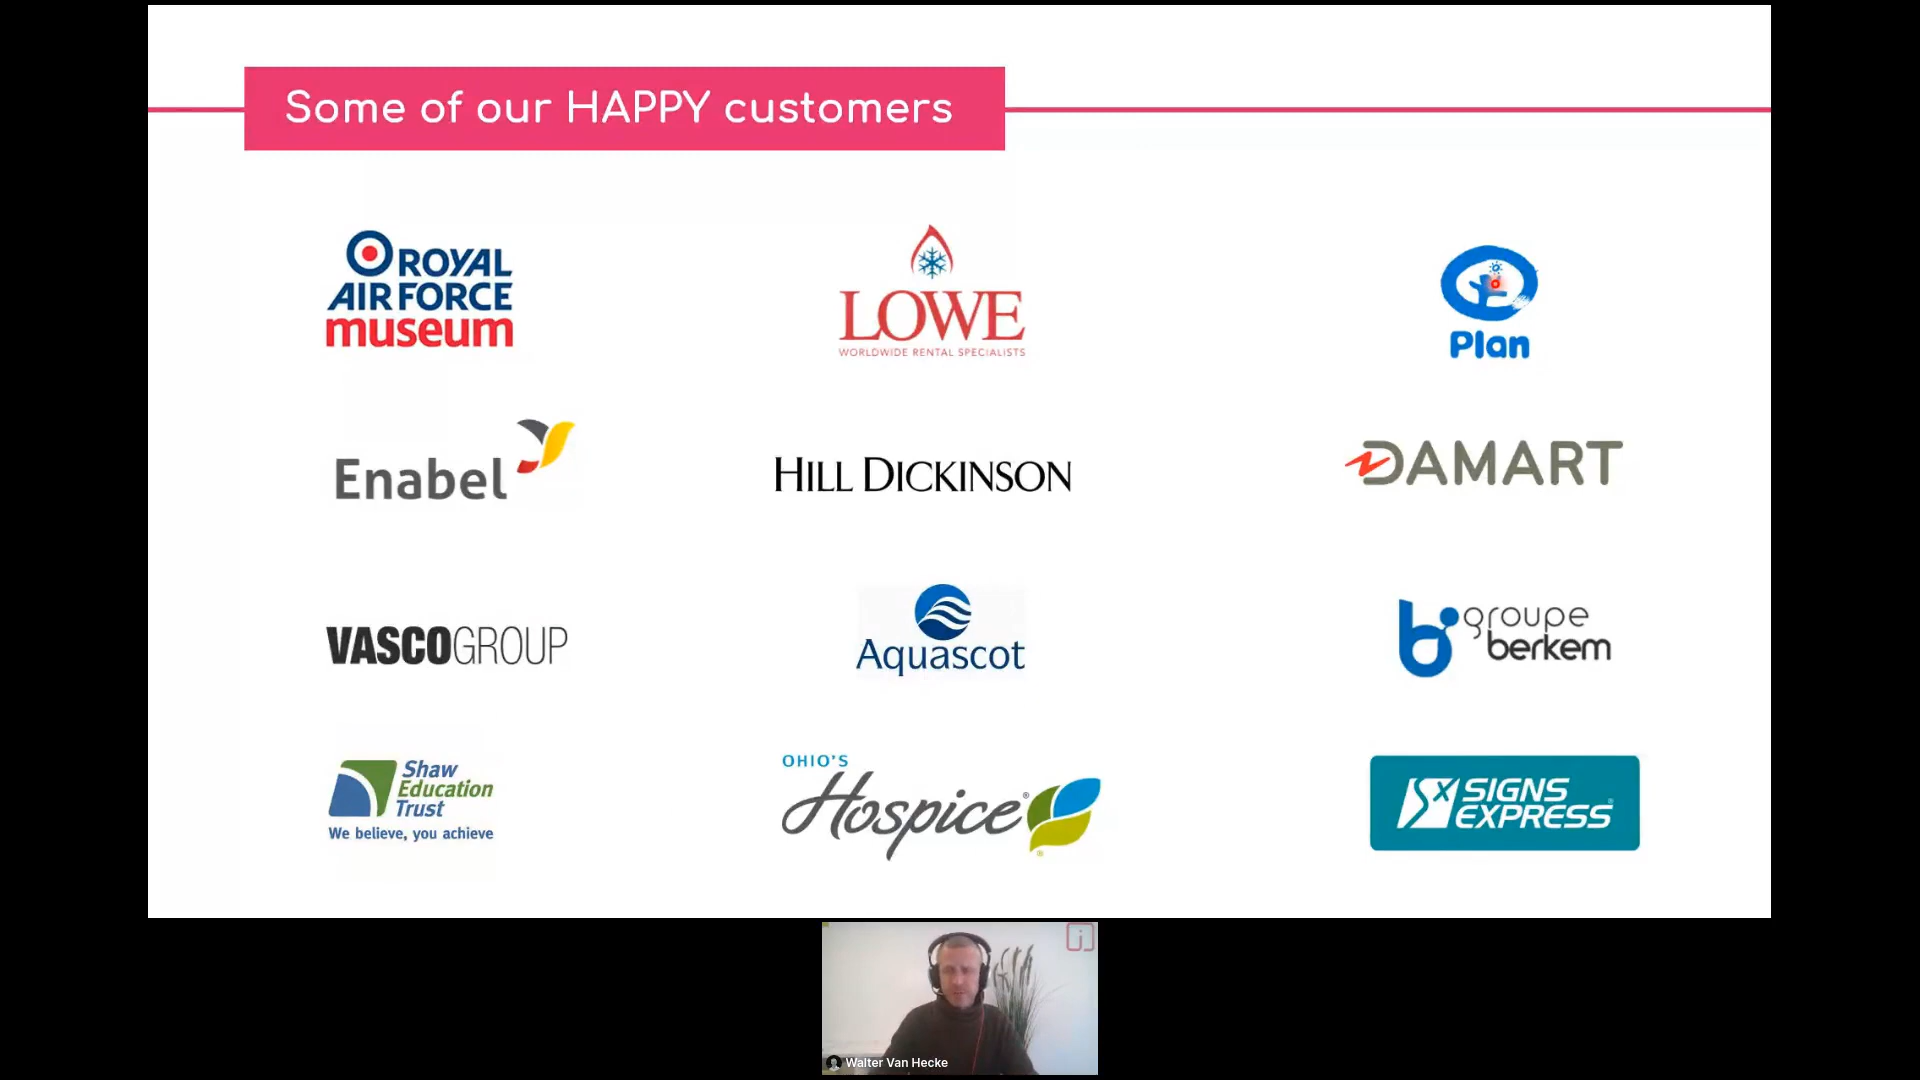 Some of our HAPPY customers
ROYAL
AIR FORCE
museum
LOWE
WORLDWIDE RENTAL SPECIALISTS
Plan
Enabel
HILL DICKINSON
DAMART
VASCOGROUP
Aquascot
groupe
berkem
Shaw
Education
Trust
We believe, you achieve
OHIO'S
Hospice®
SX SIGNS
EXPRESS
Walter Van Hecke